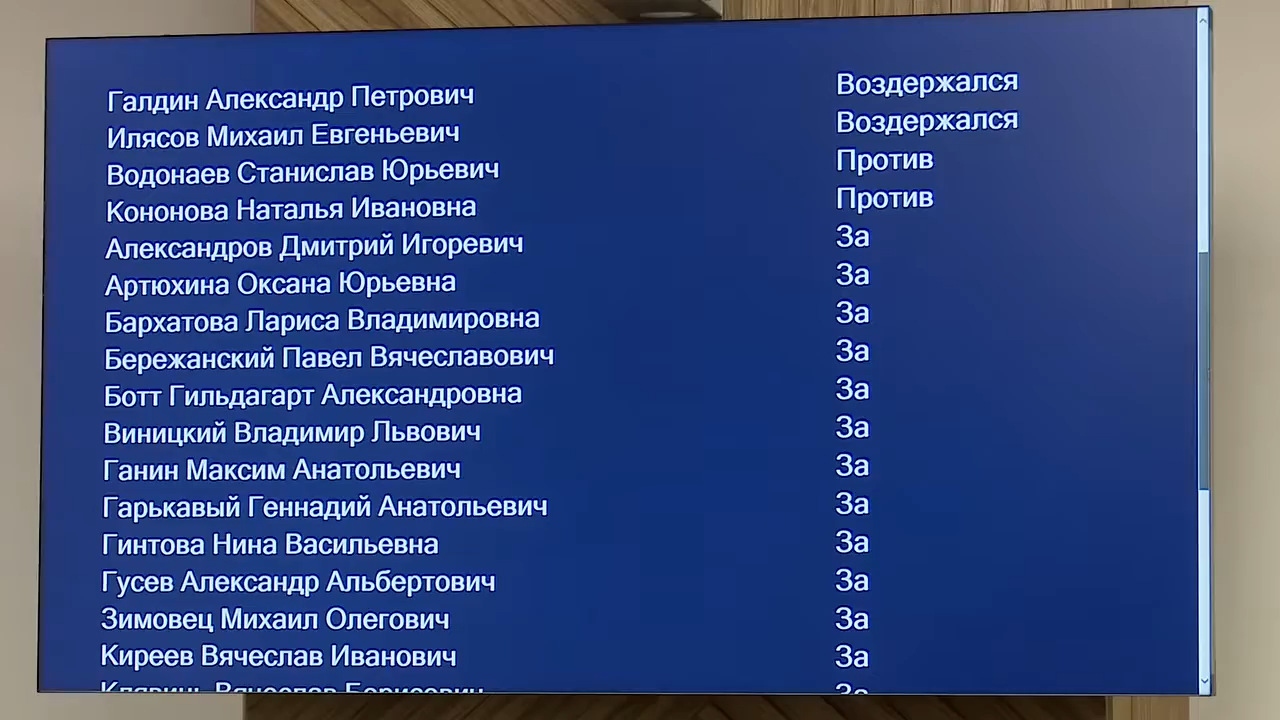 Галдин Александр Петрович Воздержался
Илясов Михаил Евгеньевич Воздержался
Водонаев Станислав Юрьевич Против
Кононова Наталья Ивановна Против
Александров Дмитрий Игоревич За
Артюхина Оксана Юрьевна За
Бархатова Лариса Владимировна За
Бережанский Павел Вячеславович За
Ботт Гильдагарт Александровна За
Виницкий Владимир Львович За
Ганин Максим Анатольевич За
Гарькавый Геннадий Анатольевич За
Гинтова Нина Васильевна За
Гусев Александр Альбертович За
Зимовец Михаил Олегович За
Киреев Вячеслав Иванович За
Вячеслав Борисович За